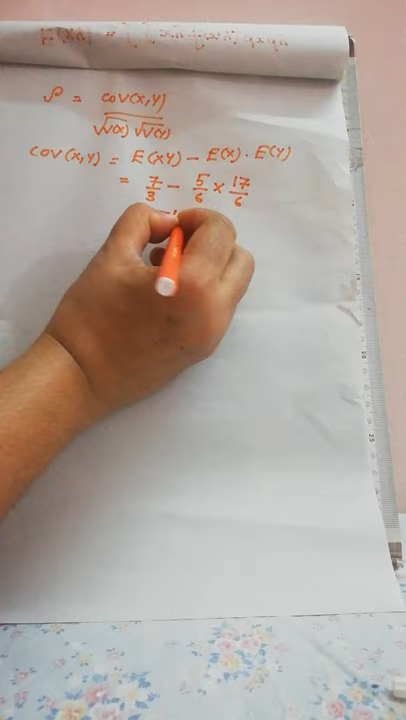 ρ = cov(x,y)
√v(x) √v(y)
cov(x,y) = E(xy) - E(x) · E(y)
= 7/3 - 5/6 × 17/6